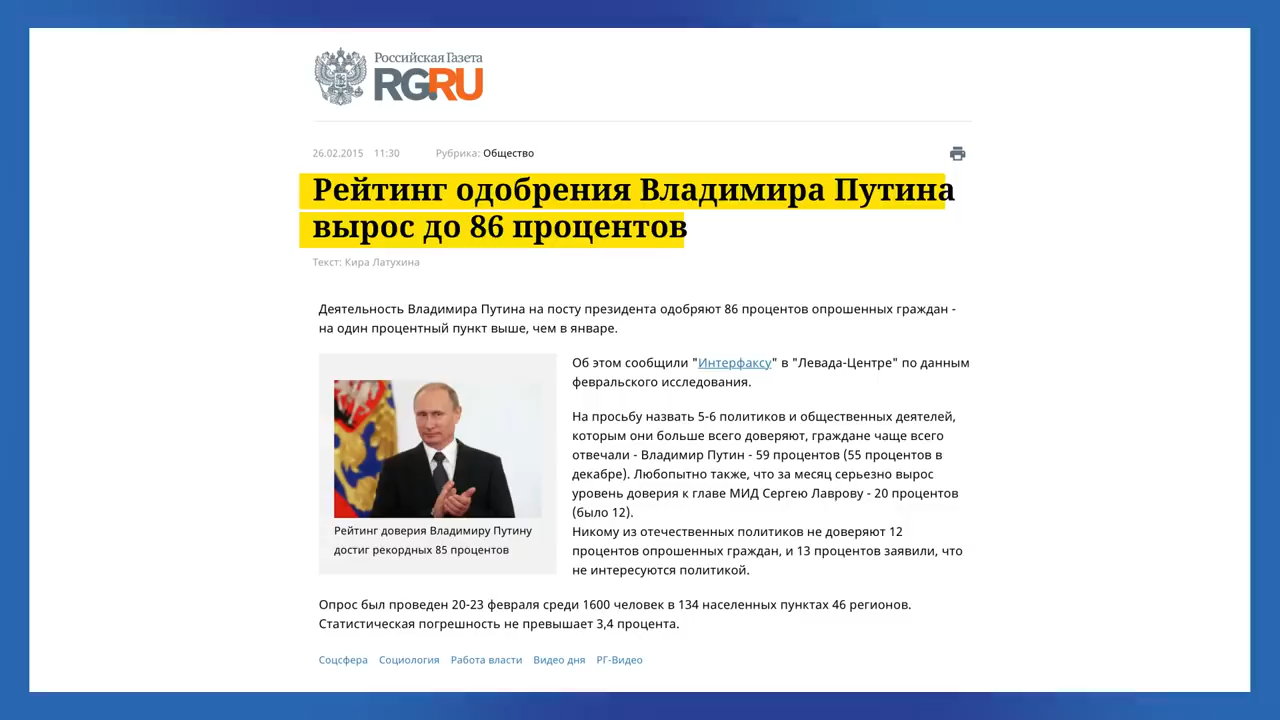 Российская Газета
RGRU
26.02.2015 11:30 Рубрика: Общество
Рейтинг одобрения Владимира Путина
вырос до 86 процентов
Текст: Кира Латухина
Деятельность Владимира Путина на посту президента одобряют 86 процентов опрошенных граждан -
на один процентный пункт выше, чем в январе.
Об этом сообщили "Интерфаксу" в "Левада-Центре" по данным
февральского исследования.
На просьбу назвать 5-6 политиков и общественных деятелей,
которым они больше всего доверяют, граждане чаще всего
отвечали - Владимир Путин - 59 процентов (55 процентов в
декабре). Любопытно также, что за месяц серьезно вырос
уровень доверия к главе МИД Сергею Лаврову - 20 процентов
(было 12).
Никому из отечественных политиков не доверяют 12
процентов опрошенных граждан, и 13 процентов заявили, что
не интересуются политикой.
Рейтинг доверия Владимиру Путину
достиг рекордных 85 процентов
Опрос был проведен 20-23 февраля среди 1600 человек в 134 населенных пунктах 46 регионов.
Статистическая погрешность не превышает 3,4 процента.
Соцсфера Социология Работа власти Видео дня РГ-Видео